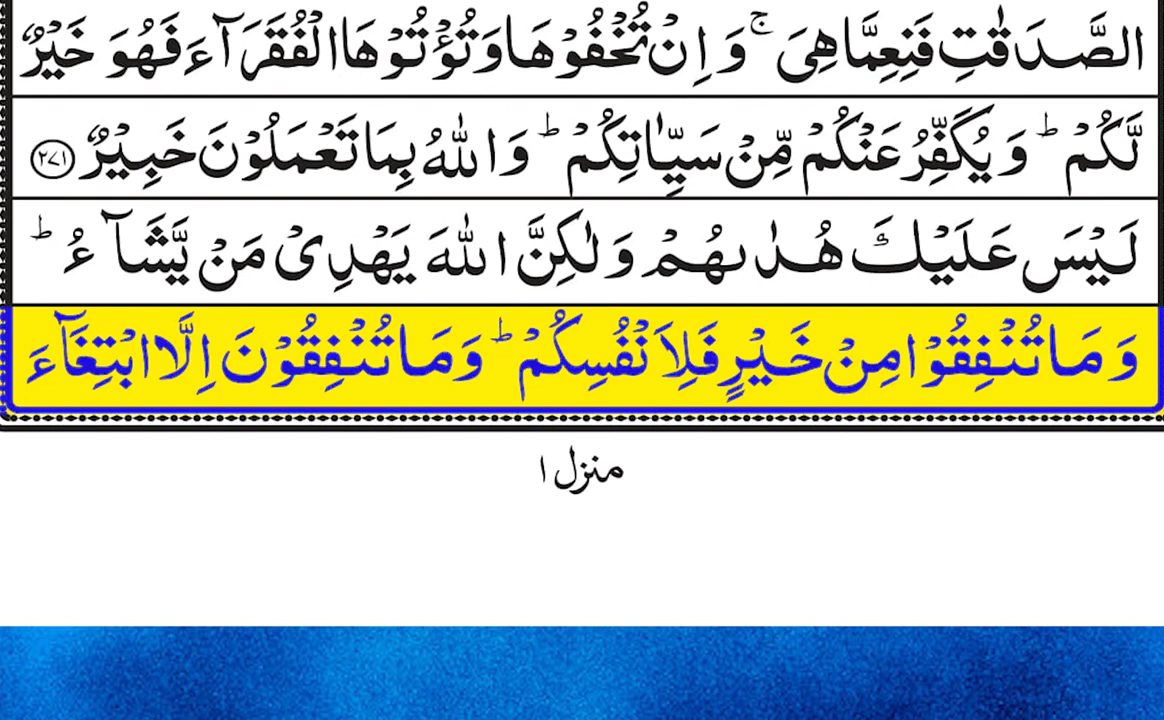 الصَّدَقٰتِ فَنِعِمَّا هِىَ ۚ وَ اِنْ تُخْفُوْهَا وَ تُؤْتُوْهَا الْفُقَرَآءَ فَهُوَ خَيْرٌ
لَّكُمْ ؕ وَ يُكَفِّرُ عَنْكُمْ مِّنْ سَيِّاٰتِكُمْ ؕ وَ اللّٰهُ بِمَا تَعْمَلُوْنَ خَبِيْرٌ ﴿۲۷۱﴾
لَيْسَ عَلَيْكَ هُدٰىهُمْ وَ لٰكِنَّ اللّٰهَ يَهْدِىْ مَنْ يَّشَآءُ ؕ
وَ مَا تُنْفِقُوْا مِنْ خَيْرٍ فَلِاَنْفُسِكُمْ ؕ وَ مَا تُنْفِقُوْنَ اِلَّا ابْتِغَآءَ
منزل ۱